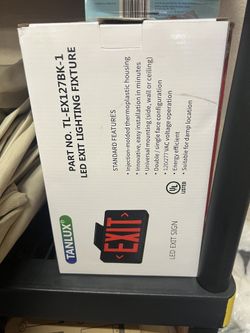 TANLUX
PART NO. TL-EX127BK-1
LED EXIT LIGHTING FIXTURE
STANDARD FEATURES
• Injection-molded thermoplastic housing
• Innovative, easy installation in minutes
• Universal mounting (side, wall or ceiling)
• Double / single face configuration
• 120/277VAC voltage operation
• Energy efficient
• Suitable for damp location
UL
LISTED
EXIT
LED EXIT SIGN